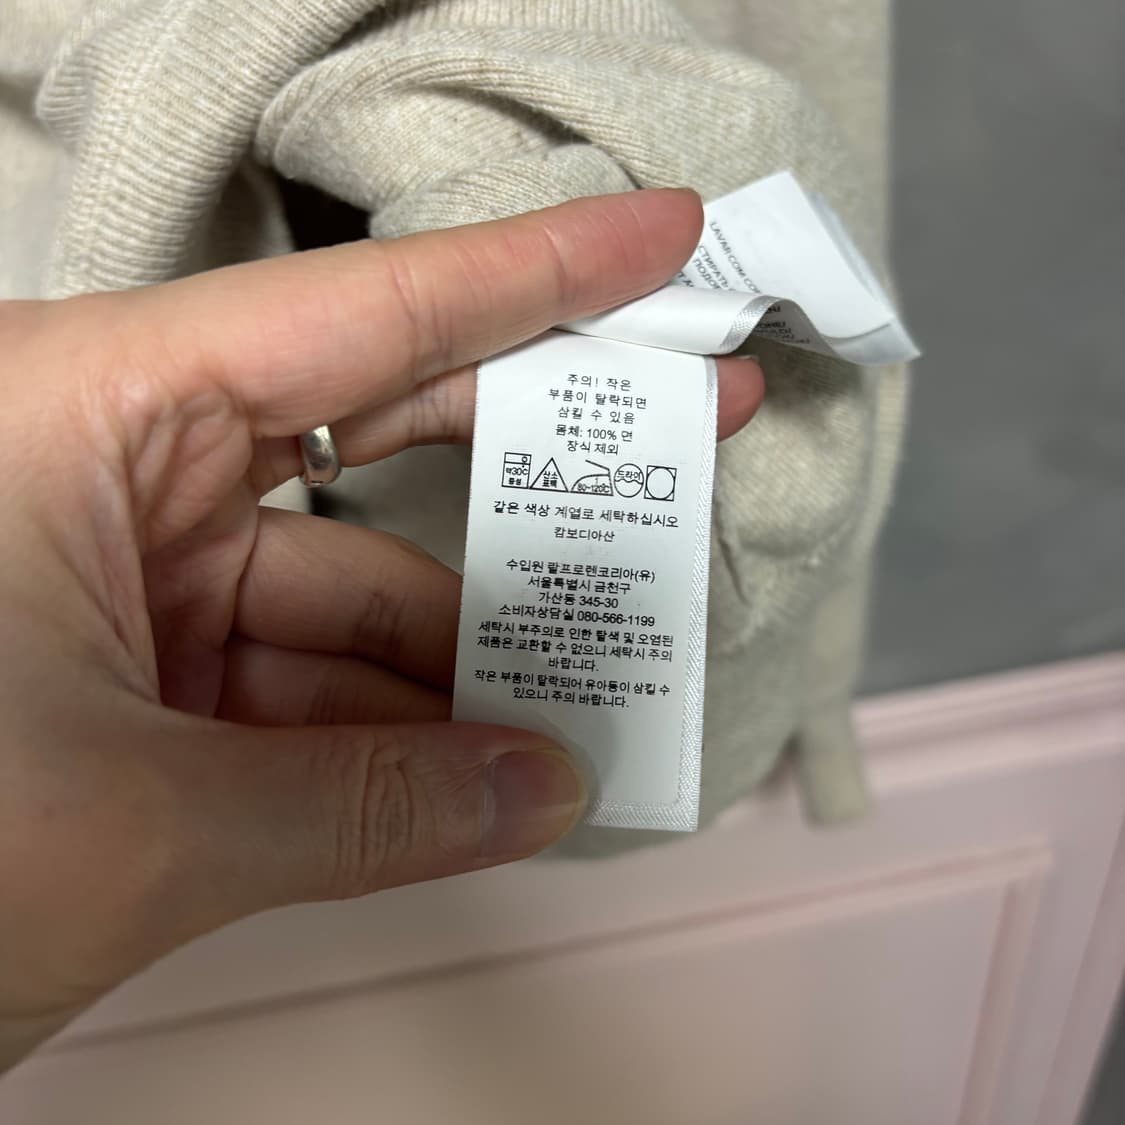 LAVAR COM CO
СТИРАТЬ
주의! 작은
부품이 탈락되면
삼킬 수 있음
몸체: 100% 면
장식 제외
약30℃ 중성
산소 표백
80~120℃
드라이
같은 색상 계열로 세탁하십시오
캄보디아산
수입원 랄프로렌코리아(유)
서울특별시 금천구
가산동 345-30
소비자상담실 080-566-1199
세탁시 부주의로 인한 탈색 및 오염된
제품은 교환할 수 없으니 세탁시 주의
바랍니다.
작은 부품이 탈락되어 유아등이 삼킬 수
있으니 주의 바랍니다.